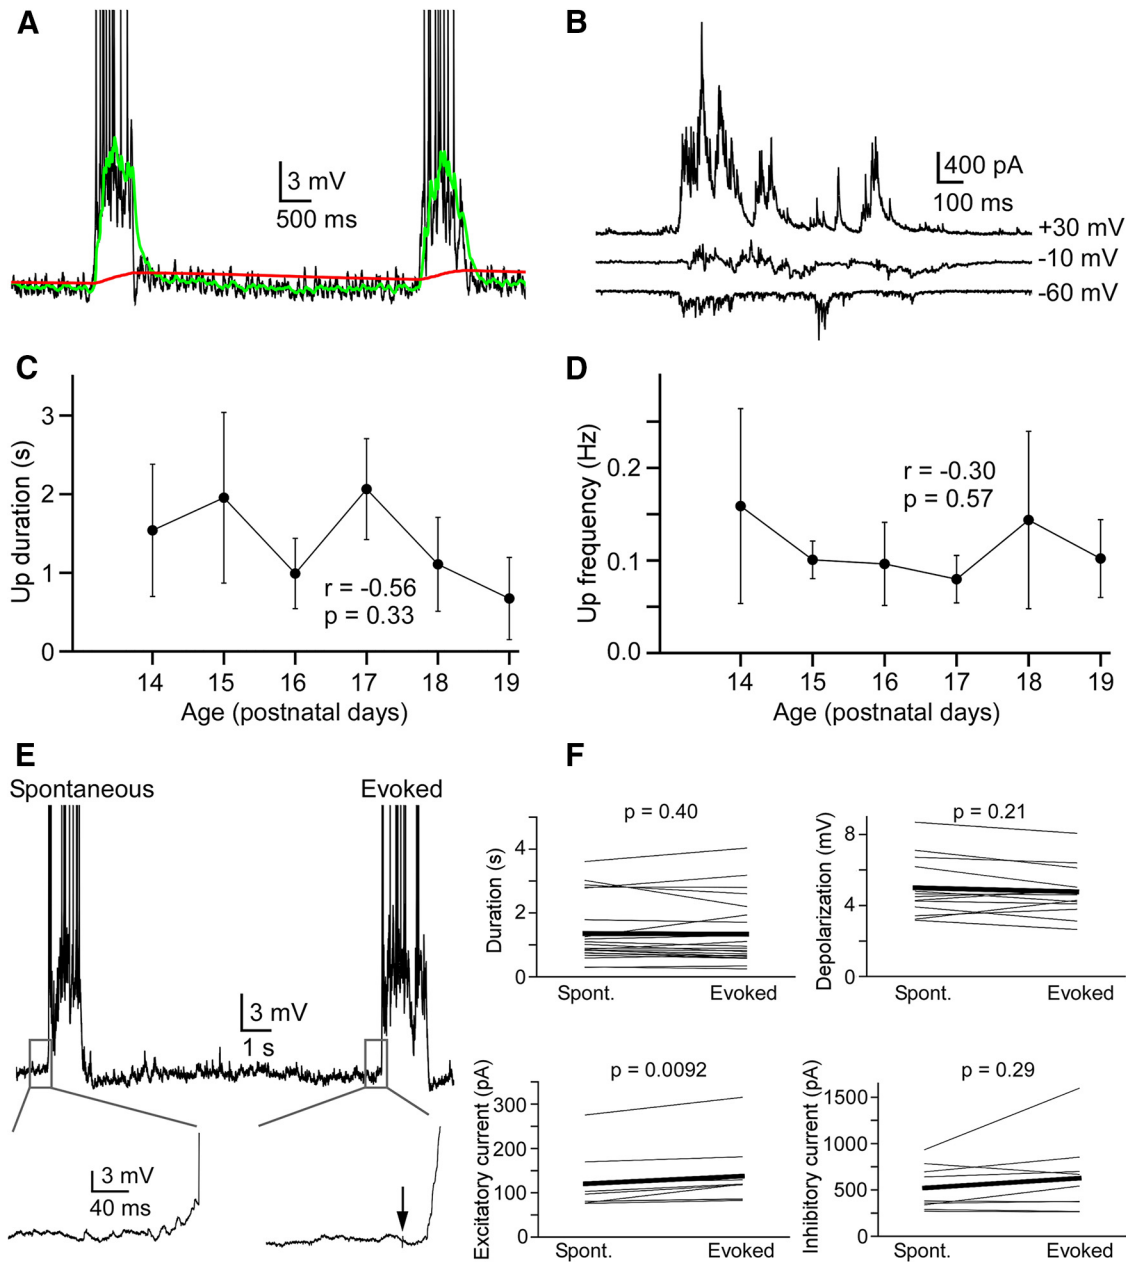 A
3 mV
500 ms
B
400 pA
100 ms
+30 mV
-10 mV
-60 mV
C
Up duration (s)
3
2
1
0
r = -0.56
p = 0.33
14 15 16 17 18 19
Age (postnatal days)
D
Up frequency (Hz)
0.2
0.1
0.0
r = -0.30
p = 0.57
14 15 16 17 18 19
Age (postnatal days)
E
Spontaneous Evoked
3 mV
1 s
3 mV
40 ms
F
p = 0.40
Duration (s)
4
2
0
Spont. Evoked
p = 0.21
Depolarization (mV)
8
4
0
Spont. Evoked
p = 0.0092
Excitatory current (pA)
300
200
100
0
Spont. Evoked
p = 0.29
Inhibitory current (pA)
1500
1000
500
0
Spont. Evoked